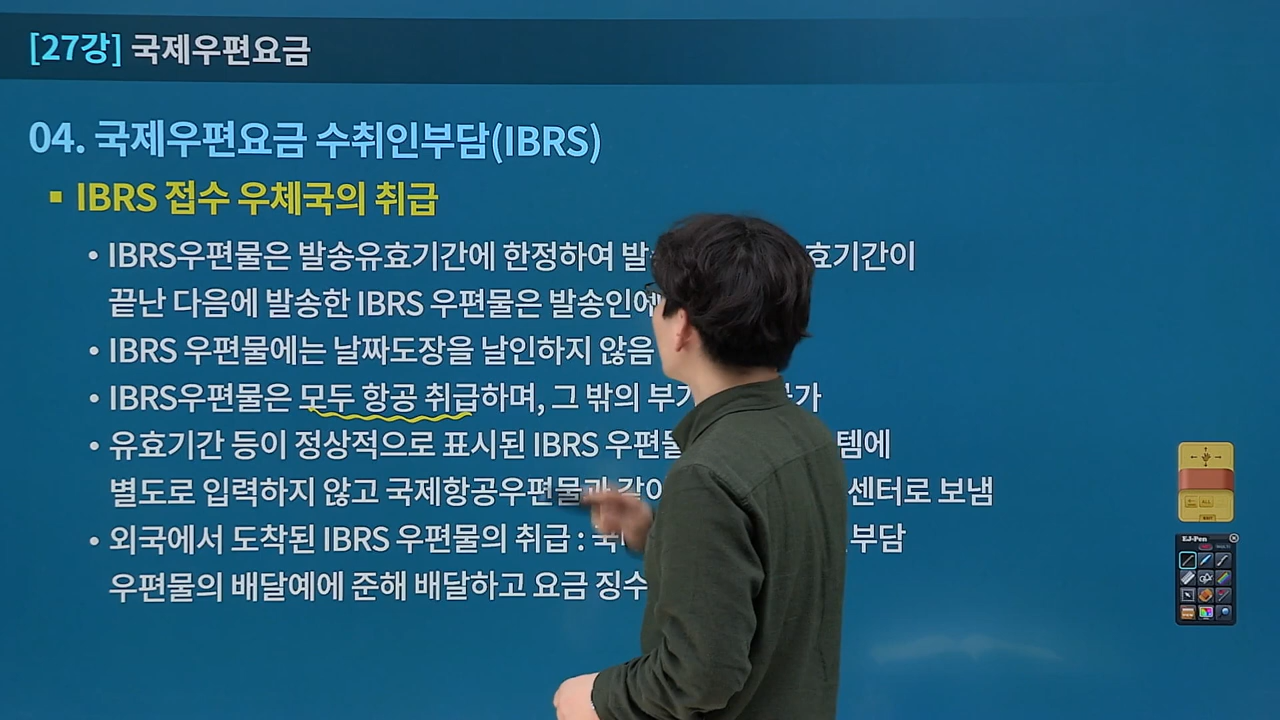 [27강] 국제우편요금
04. 국제우편요금 수취인부담(IBRS)
▪ IBRS 접수 우체국의 취급
• IBRS우편물은 발송유효기간에 한정하여 효기간이
끝난 다음에 발송한 IBRS 우편물은 발송인에
• IBRS 우편물에는 날짜도장을 날인하지 않음
• IBRS우편물은 모두 항공 취급하며, 그 밖의
• 유효기간 등이 정상적으로 표시된 IBRS 우편물 템에
별도로 입력하지 않고 국제항공우편물과 같이 센터로 보냄
• 외국에서 도착된 IBRS 우편물의 취급 : 부담
우편물의 배달예에 준해 배달하고 요금 징수
EJ-Pen